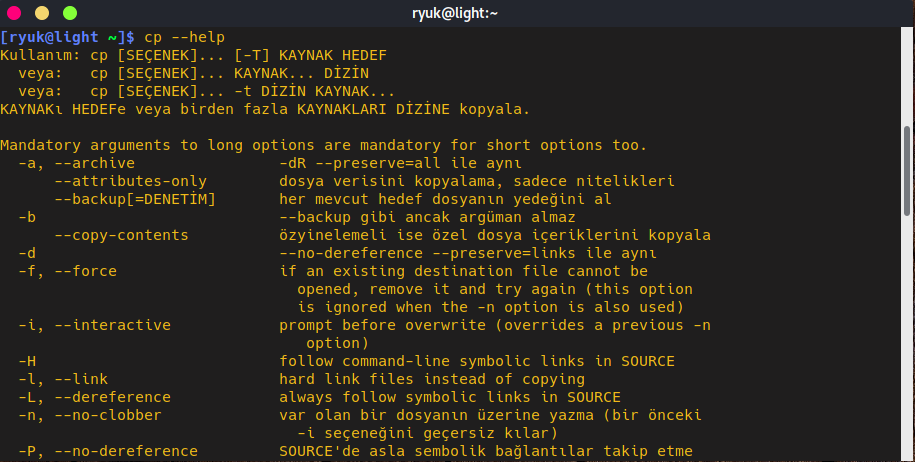 ryuk@light:~
[ryuk@light ~]$ cp --help
Kullanım: cp [SEÇENEK]... [-T] KAYNAK HEDEF
  veya:   cp [SEÇENEK]... KAYNAK... DİZİN
  veya:   cp [SEÇENEK]... -t DİZİN KAYNAK...
KAYNAKı HEDEFe veya birden fazla KAYNAKLARI DİZİNE kopyala.

Mandatory arguments to long options are mandatory for short options too.
  -a, --archive                -dR --preserve=all ile aynı
      --attributes-only        dosya verisini kopyalama, sadece nitelikleri
      --backup[=DENETİM]       her mevcut hedef dosyanın yedeğini al
  -b                           --backup gibi ancak argüman almaz
      --copy-contents          özyinelemeli ise özel dosya içeriklerini kopyala
  -d                           --no-dereference --preserve=links ile aynı
  -f, --force                  if an existing destination file cannot be
                                 opened, remove it and try again (this option
                                 is ignored when the -n option is also used)
  -i, --interactive            prompt before overwrite (overrides a previous -n
                                  option)
  -H                           follow command-line symbolic links in SOURCE
  -l, --link                   hard link files instead of copying
  -L, --dereference            always follow symbolic links in SOURCE
  -n, --no-clobber             var olan bir dosyanın üzerine yazma (bir önceki
                                 -i seçeneğini geçersiz kılar)
  -P, --no-dereference         SOURCE'de asla sembolik bağlantılar takip etme